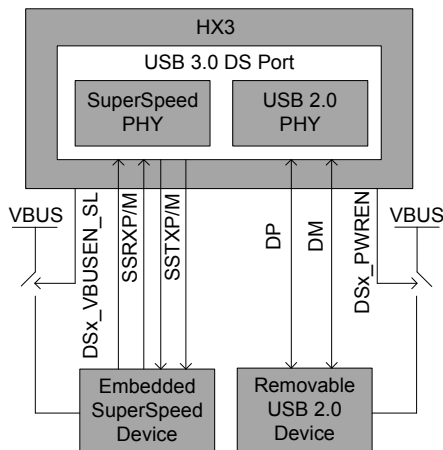 HX3
USB 3.0 DS Port
SuperSpeed
PHY
USB 2.0
PHY
VBUS
DSx_VBUSEN_SL
SSRXP/M
SSTXP/M
DP
DM
DSx_PWREN
VBUS
Embedded
SuperSpeed
Device
Removable
USB 2.0
Device